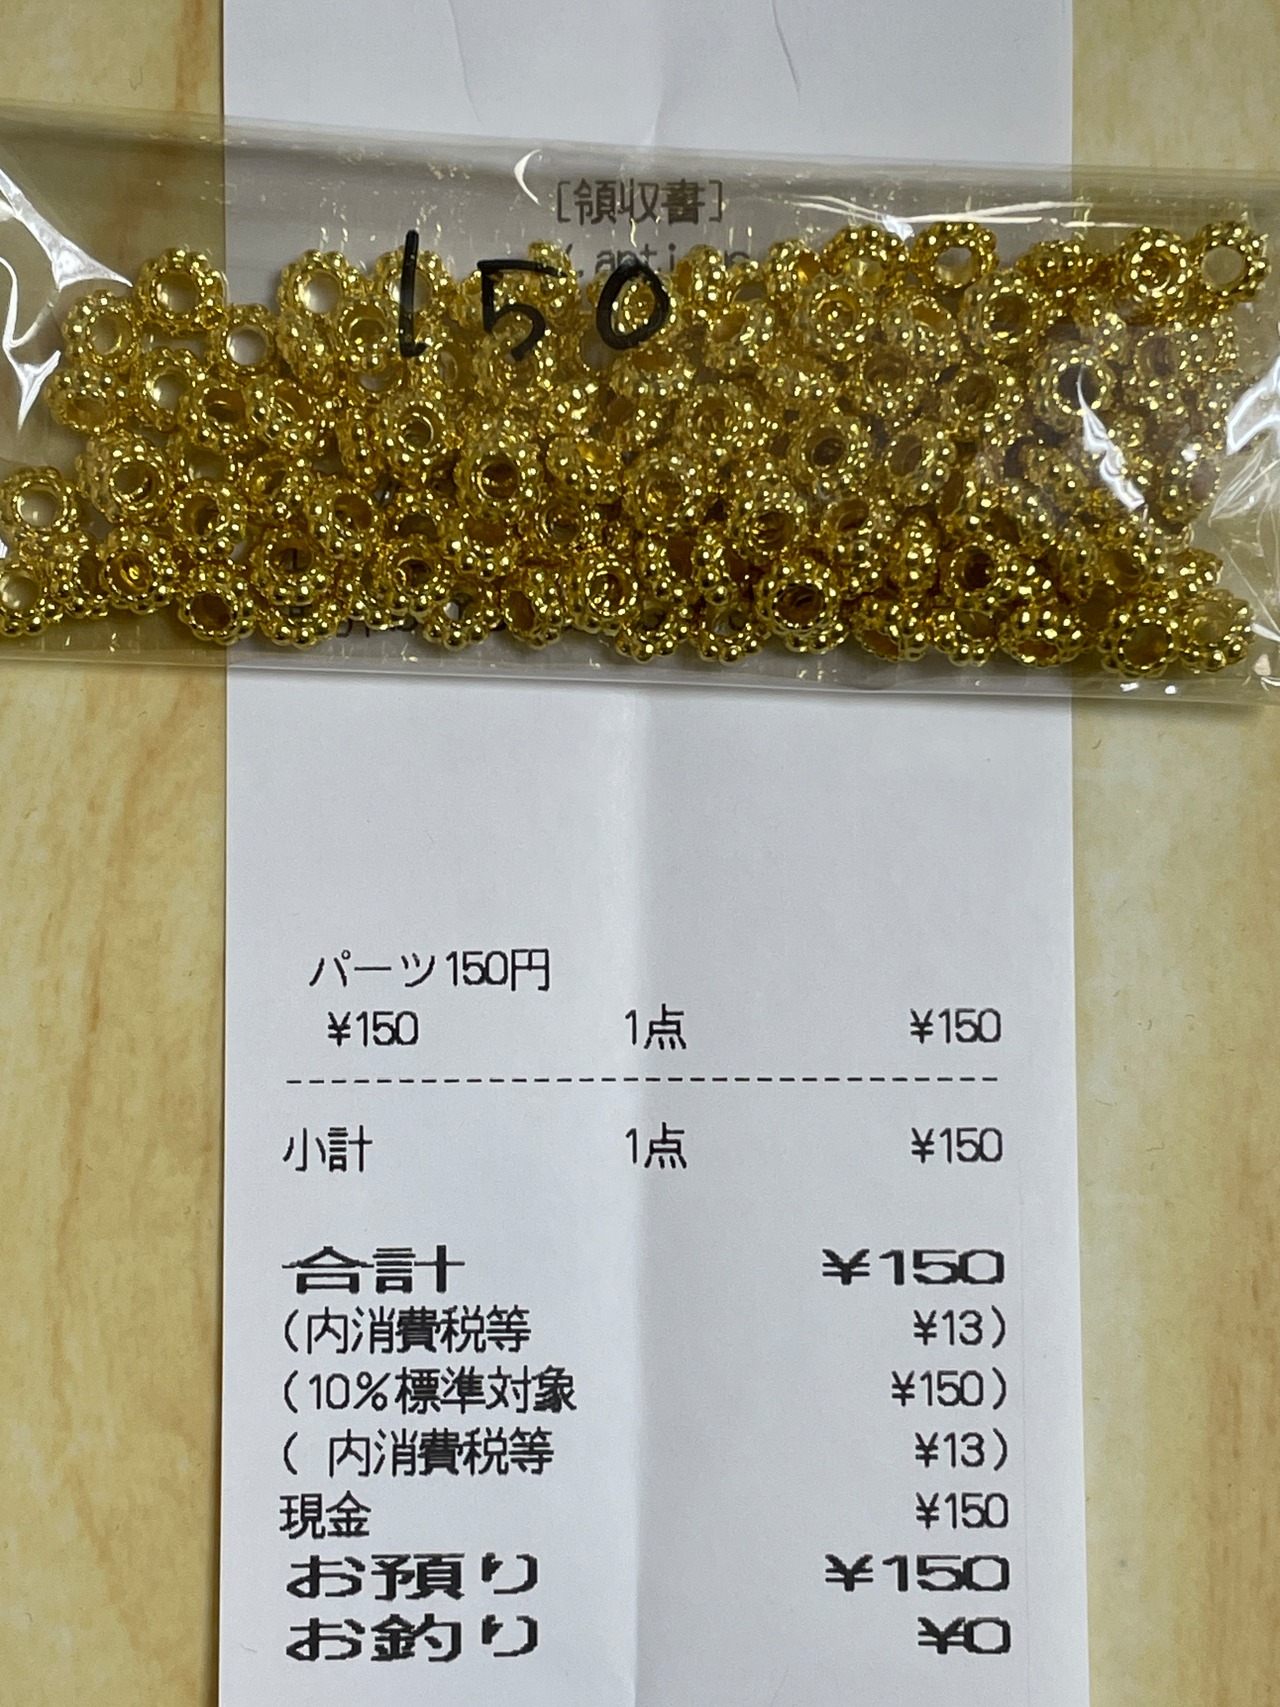 [領収書]
150
パーツ150円
¥150 1点 ¥150
小計 1点 ¥150
合計 ¥150
(内消費税等 ¥13)
(10%標準対象 ¥150)
( 内消費税等 ¥13)
現金 ¥150
お預り ¥150
お釣り ¥0